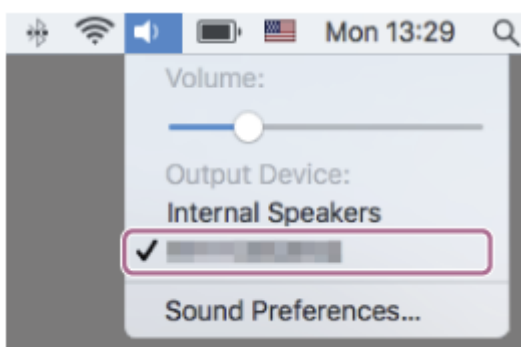 Mon 13:29
Volume:
Output Device:
Internal Speakers
Sound Preferences...